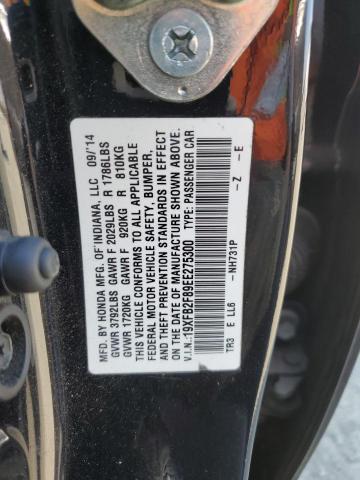 MFD. BY HONDA MFG. OF INDIANA, LLC 09/'14
GVWR 3792LBS GAWR F 2029LBS R 1786LBS
GVWR 1720KG GAWR F 920KG R 810KG
THIS VEHICLE CONFORMS TO ALL APPLICABLE
FEDERAL MOTOR VEHICLE SAFETY, BUMPER,
AND THEFT PREVENTION STANDARDS IN EFFECT
ON THE DATE OF MANUFACTURE SHOWN ABOVE.
V.I.N.: 19XFB2F89EE275300 TYPE: PASSENGER CAR
TR3 E LL6 -NH731P -Z -E